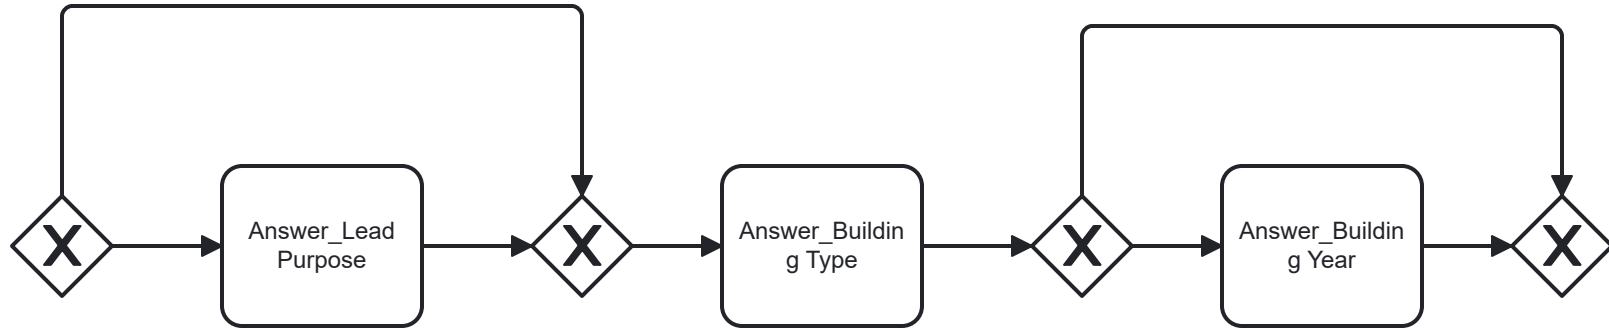 Answer_Lead
Purpose
Answer_Buildin
g Type
Answer_Buildin
g Year